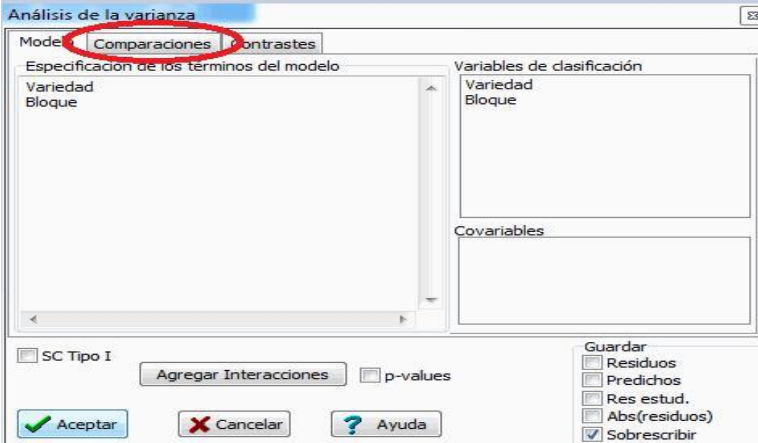 Análisis de la varianza
Modelo Comparaciones Contrastes
Especificación de los términos del modelo
Variedad
Bloque
Variables de clasificación
Variedad
Bloque
Covariables
SC Tipo I
Agregar Interacciones
p-values
Guardar
Residuos
Predichos
Res estud.
Abs(residuos)
Sobrescribir
Aceptar
Cancelar
? Ayuda